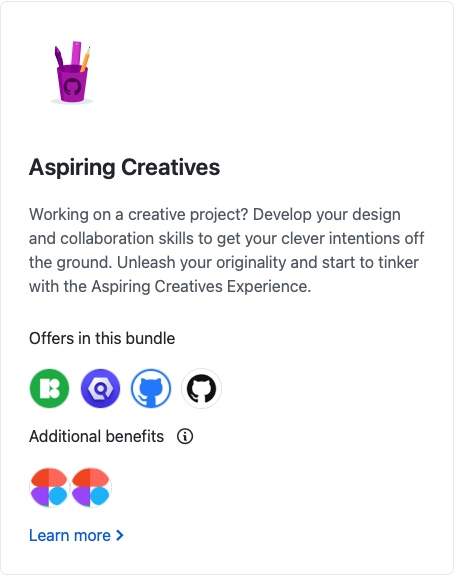 Aspiring Creatives
Working on a creative project? Develop your design
and collaboration skills to get your clever intentions off
the ground. Unleash your originality and start to tinker
with the Aspiring Creatives Experience.
Offers in this bundle
Additional benefits
Learn more